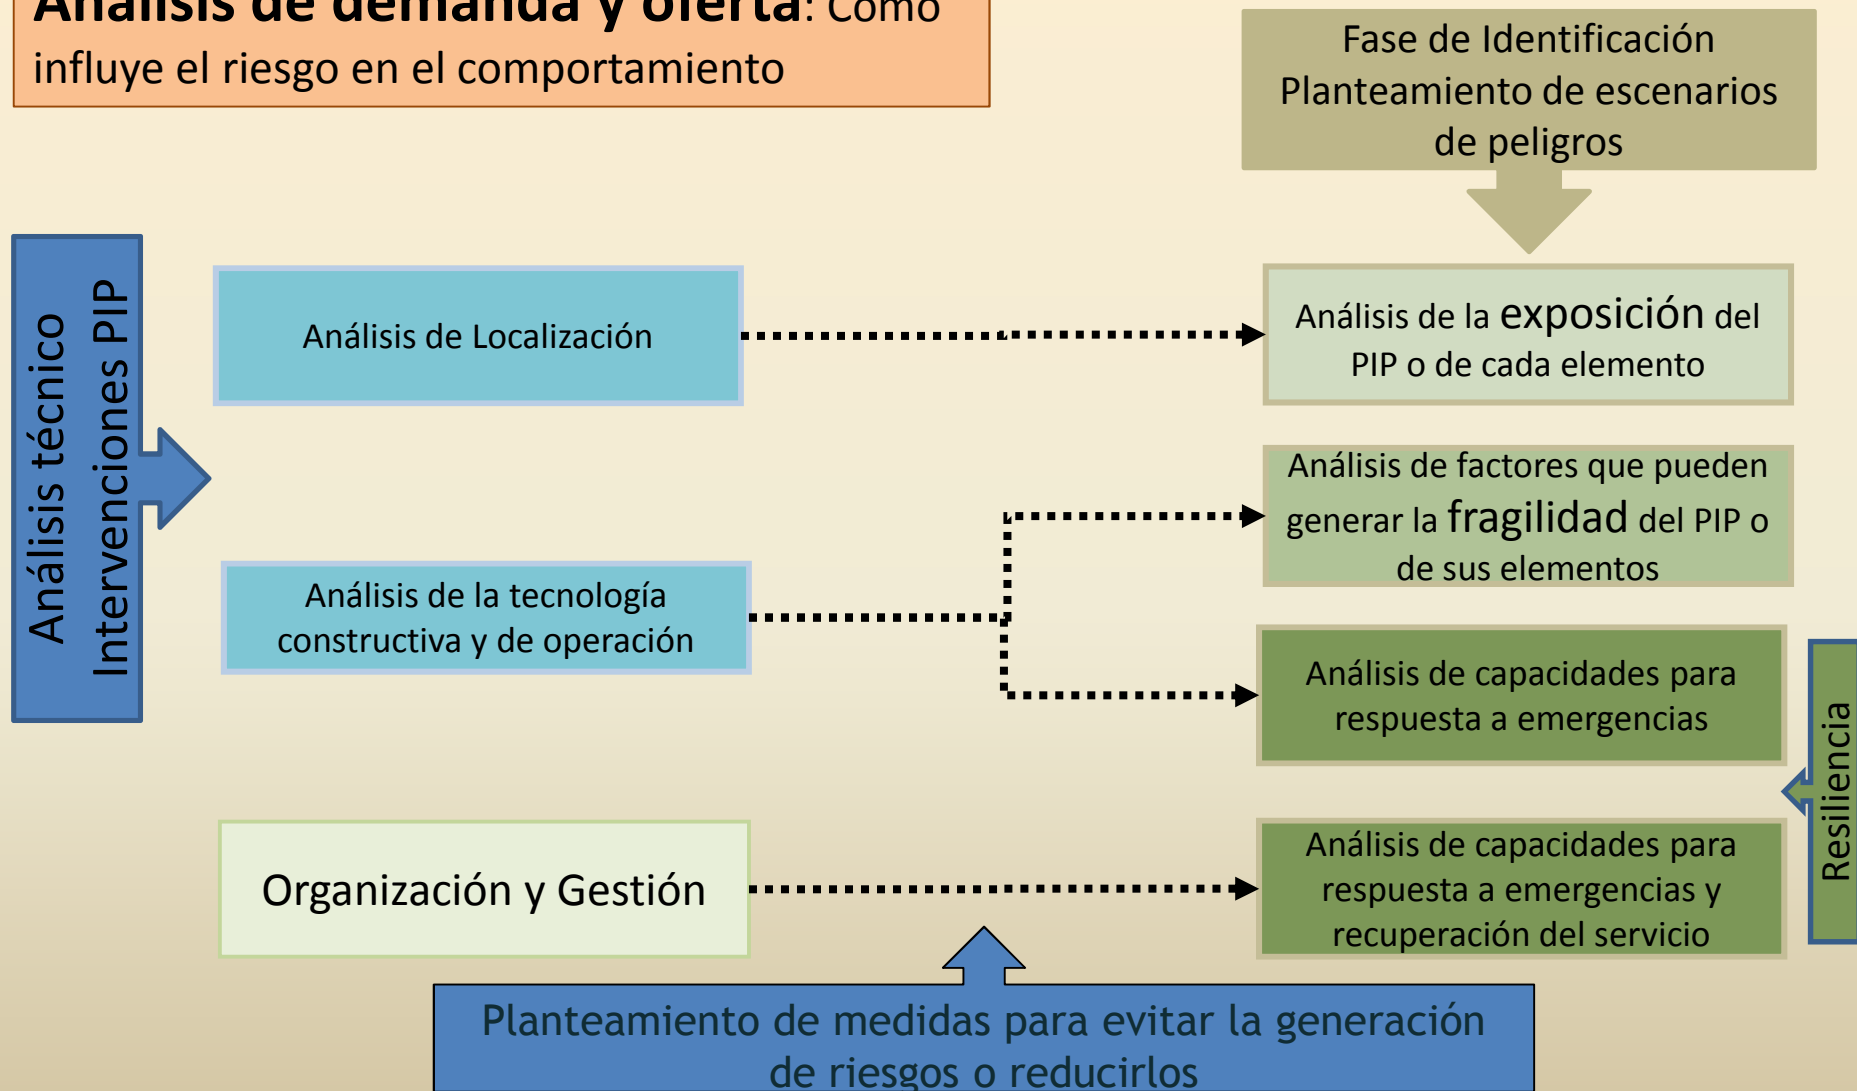 Análisis de demanda y oferta: Como
influye el riesgo en el comportamiento
Fase de Identificación
Planteamiento de escenarios
de peligros
Análisis técnico
Intervenciones PIP
Análisis de Localización
Análisis de la exposición del
PIP o de cada elemento
Análisis de factores que pueden
generar la fragilidad del PIP o
de sus elementos
Análisis de la tecnología
constructiva y de operación
Análisis de capacidades para
respuesta a emergencias
Resiliencia
Organización y Gestión
Análisis de capacidades para
respuesta a emergencias y
recuperación del servicio
Planteamiento de medidas para evitar la generación
de riesgos o reducirlos